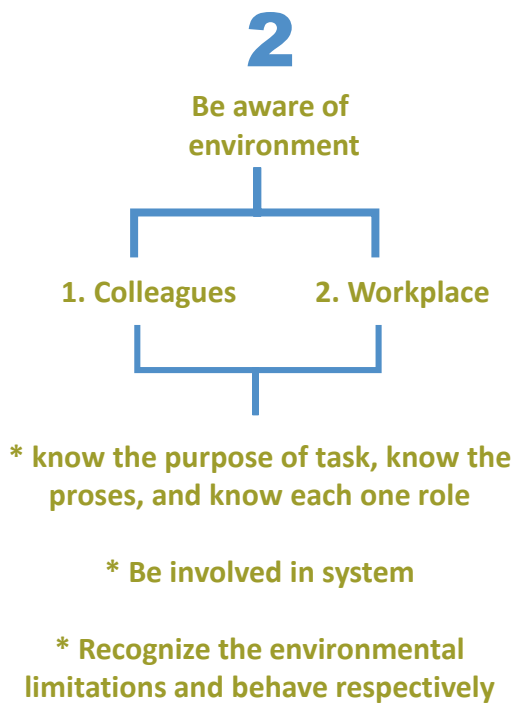 2
Be aware of
environment
1. Colleagues 2. Workplace
* know the purpose of task, know the
proses, and know each one role
* Be involved in system
* Recognize the environmental
limitations and behave respectively